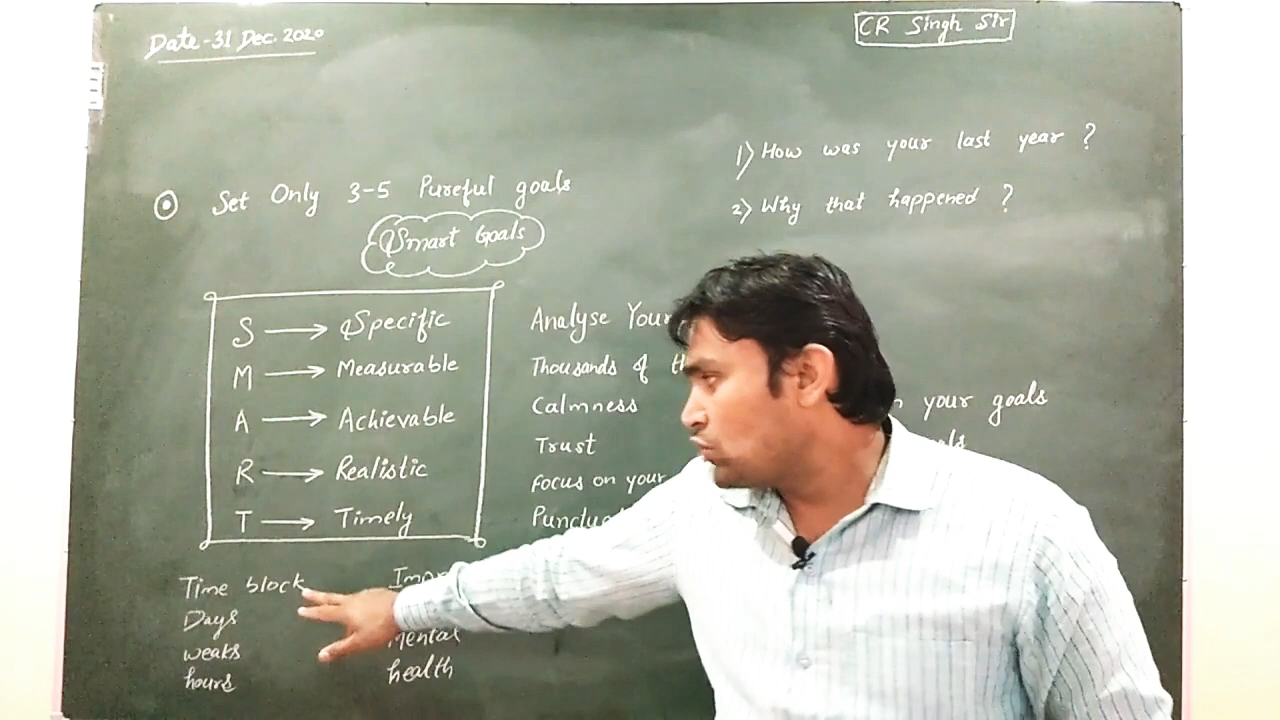 Date-31 Dec. 2020
CR Singh Sir
1) How was your last year ?
2) Why that happened ?
Set Only 3-5 Pureful goals
Smart Goals
S → Specific
M → Measurable
A → Achievable
R → Realistic
T → Timely
Analyse Your
Thousands of
Calmness
your goals
Trust
Focus on your
Time block
Days
weaks
hours
Mental
health